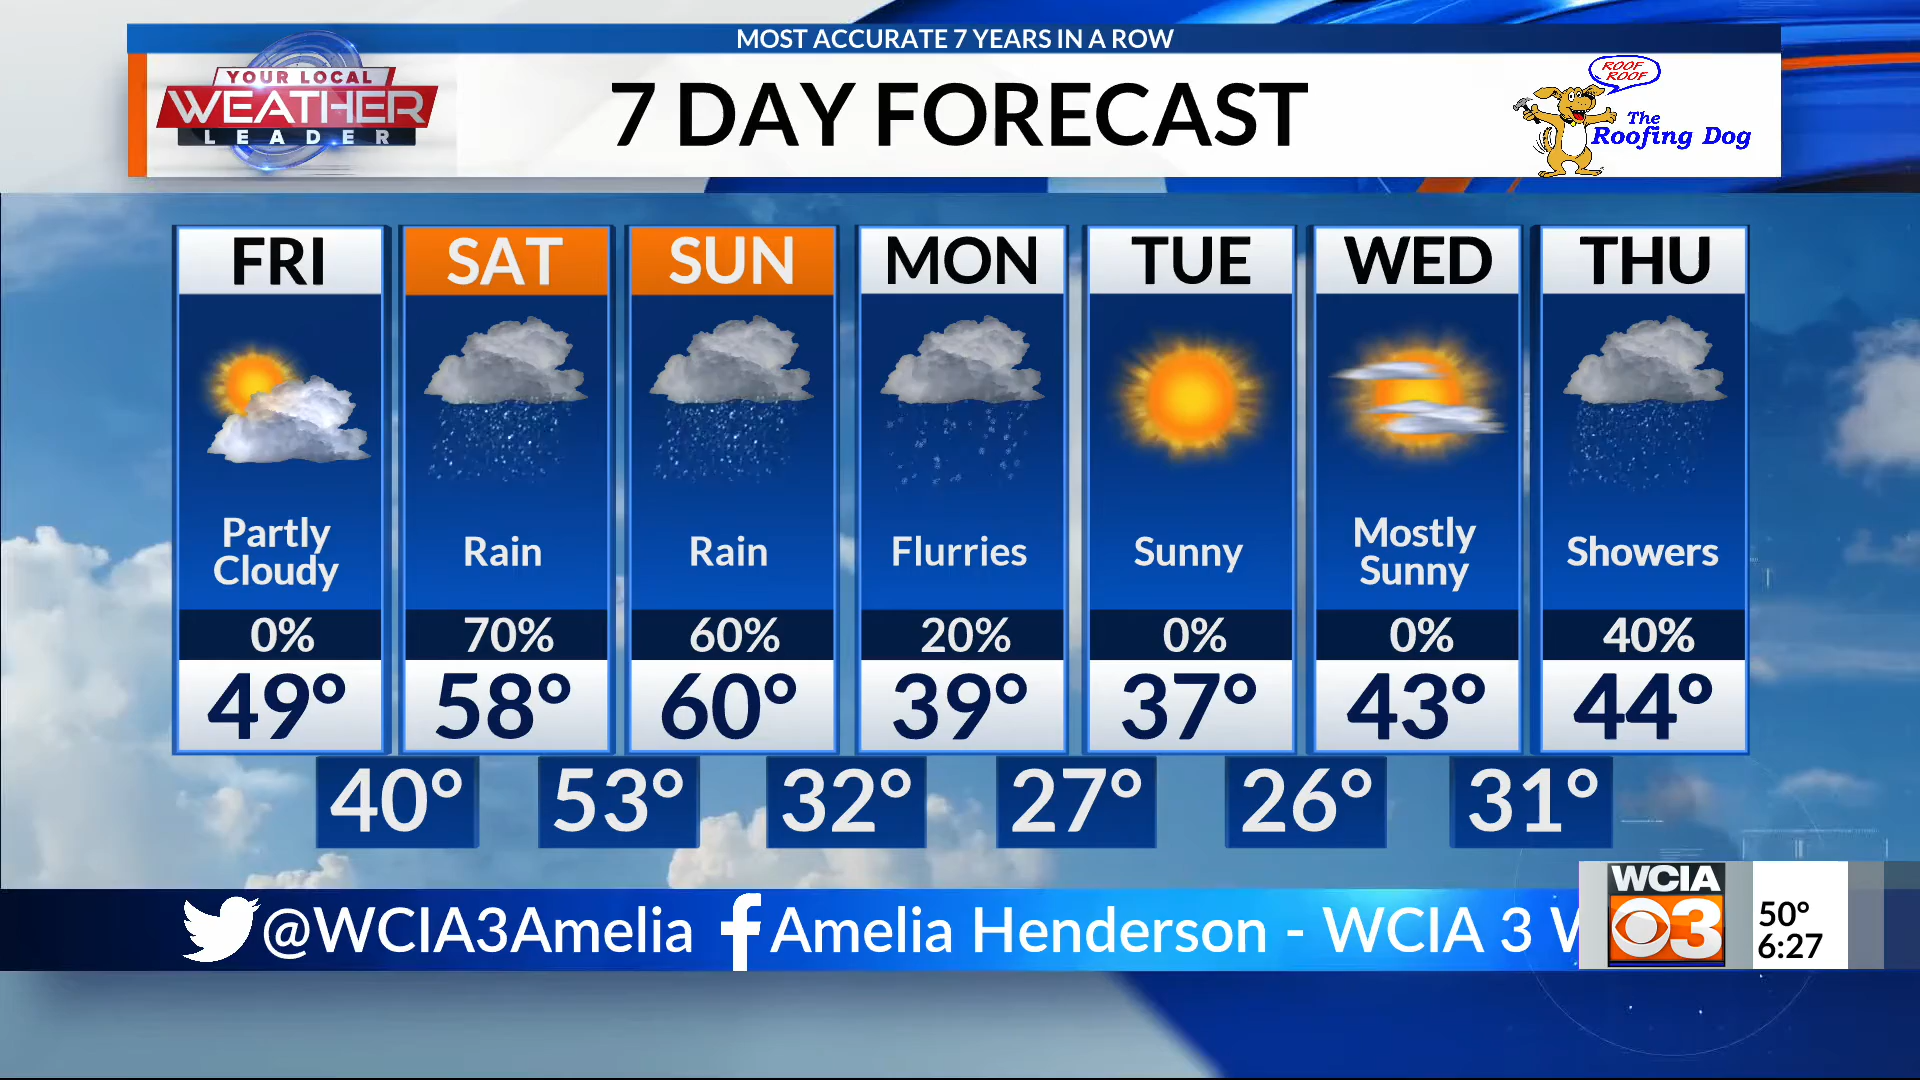 MOST ACCURATE 7 YEARS IN A ROW
YOUR LOCAL
WEATHER
LEADER
7 DAY FORECAST
ROOF
ROOF
The
Roofing Dog
FRI SAT SUN MON TUE WED THU
Partly
Cloudy
Rain
Rain
Flurries
Sunny
Mostly
Sunny
Showers
0% 70% 60% 20% 0% 0% 40%
49° 58° 60° 39° 37° 43° 44°
40° 53° 32° 27° 26° 31°
@WCIA3Amelia f Amelia Henderson - WCIA 3
WCIA
3
50°
6:27